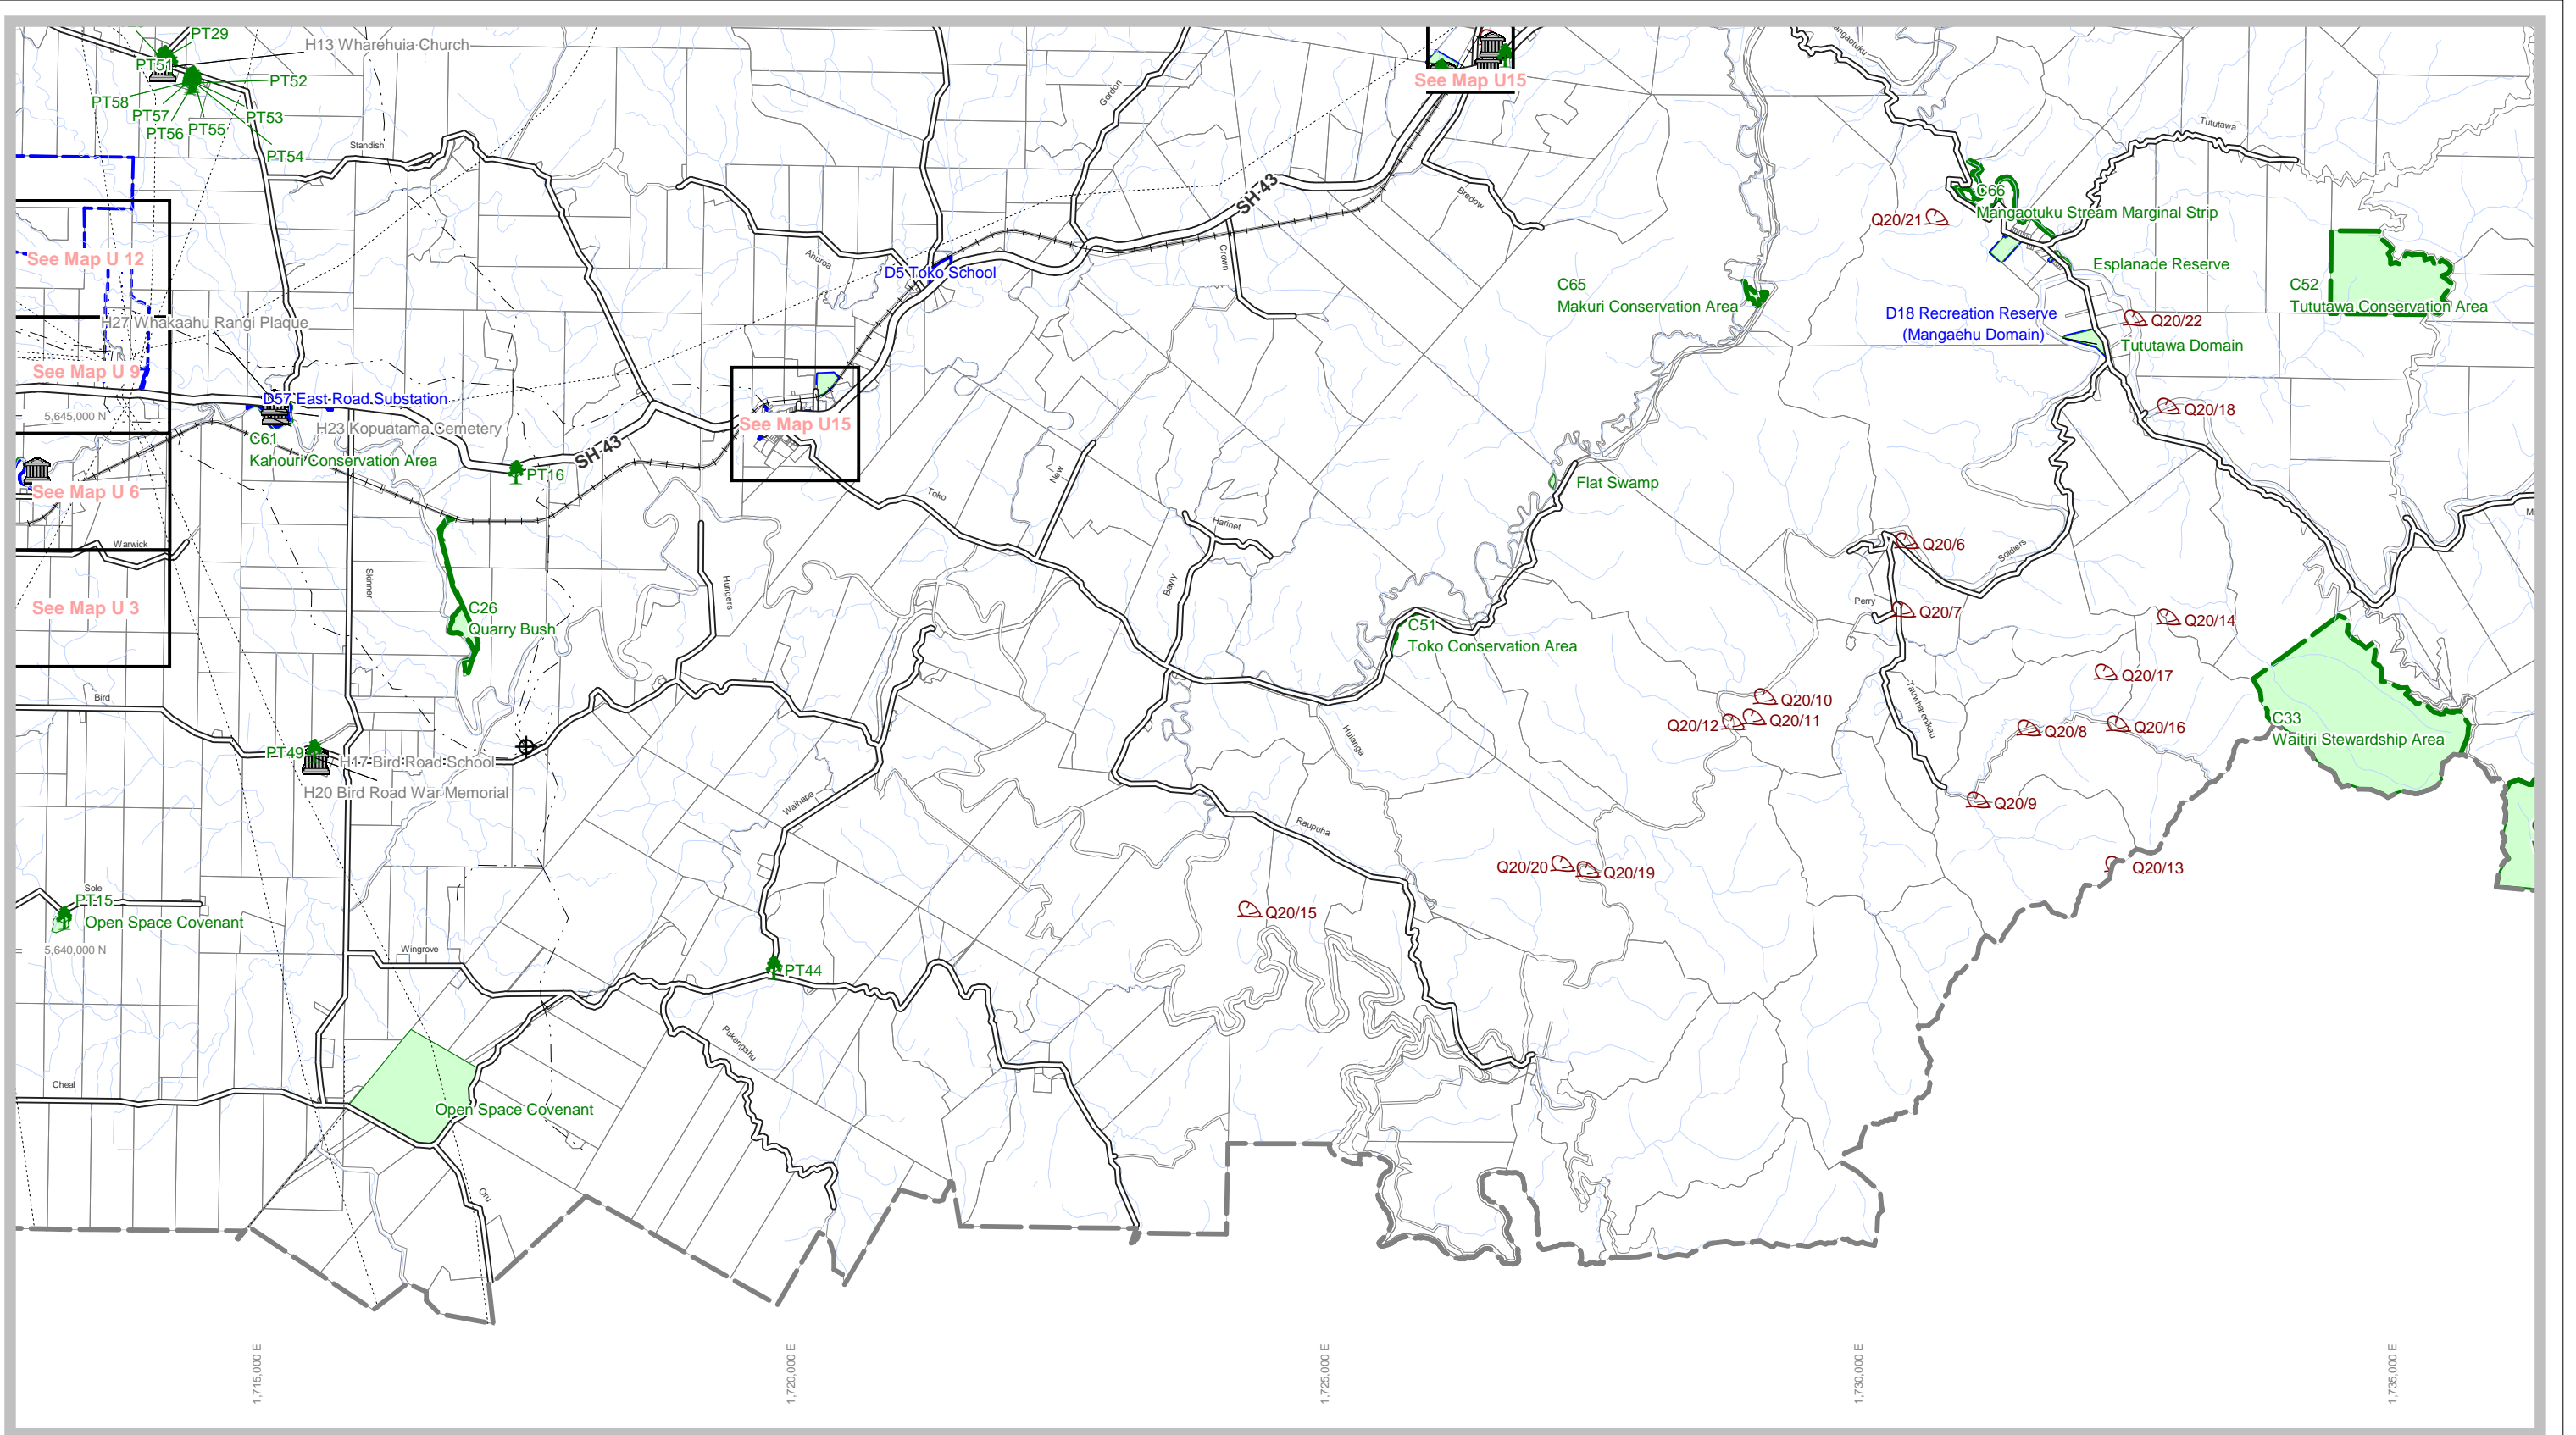 PT29
H13 Wharehuia Church
PT51
PT52
PT58
PT57
PT53
PT56
PT55
PT54
Standish
Gordon
See Map U15
Mangaotuku
Tututawa
C66
Mangaotuku Stream Marginal Strip
Q20/21
SH-43
Bredow
Crown
See Map U 12
Ahuroa
D5 Toko School
Esplanade Reserve
C65
Makuri Conservation Area
C52
Tututawa Conservation Area
D18 Recreation Reserve
(Mangaehu Domain)
Q20/22
Tututawa Domain
H27 Whakaahu Rangi Plaque
See Map U 9
D57 East Road Substation
5,645,000 N
H23 Kopuatama Cemetery
See Map U15
Q20/18
C61
Kahouri Conservation Area
SH-43
PT16
See Map U 6
New
Toko
Flat Swamp
Harinet
Warwick
Q20/6
Soldiers
Skinner
Hungers
Bayly
See Map U 3
C26
Quarry Bush
Perry
Q20/7
Q20/14
C51
Toko Conservation Area
Q20/17
Bird
Tauwharenikau
Q20/10
Q20/12
Q20/11
Q20/8
Q20/16
C33
Waitiri Stewardship Area
Huianga
PT49
H17 Bird Road School
H20 Bird Road War Memorial
Waihapa
Q20/9
Raupuha
Q20/20
Q20/19
Q20/13
Sole
PT15
Open Space Covenant
Q20/15
5,640,000 N
Wingrove
PT44
Pukengahu
Cheal
Open Space Covenant
Oru
1,715,000 E
1,720,000 E
1,725,000 E
1,730,000 E
1,735,000 E